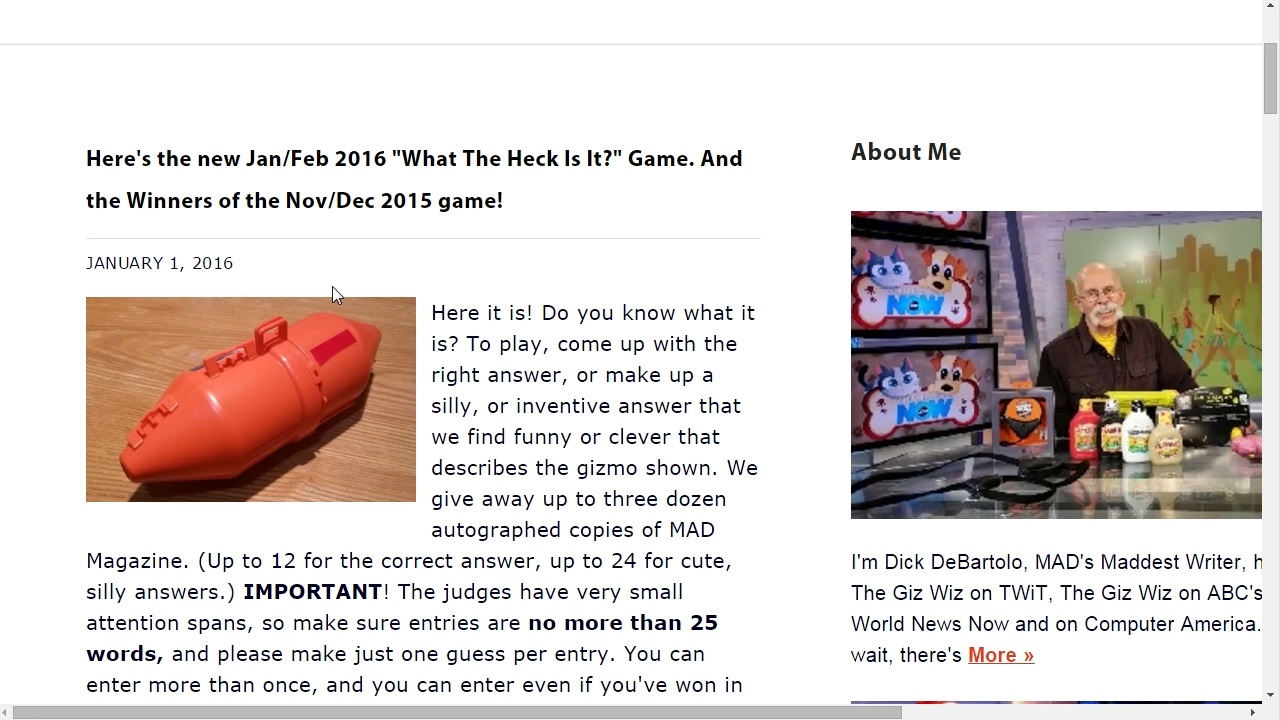 Here's the new Jan/Feb 2016 "What The Heck Is It?" Game. And
the Winners of the Nov/Dec 2015 game!
JANUARY 1, 2016
Here it is! Do you know what it
is? To play, come up with the
right answer, or make up a
silly, or inventive answer that
we find funny or clever that
describes the gizmo shown. We
give away up to three dozen
autographed copies of MAD
Magazine. (Up to 12 for the correct answer, up to 24 for cute,
silly answers.) IMPORTANT! The judges have very small
attention spans, so make sure entries are no more than 25
words, and please make just one guess per entry. You can
enter more than once, and you can enter even if you've won in
About Me
NOW
NOW
I'm Dick DeBartolo, MAD's Maddest Writer, h
The Giz Wiz on TWiT, The Giz Wiz on ABC's
World News Now and on Computer America.
wait, there's More »